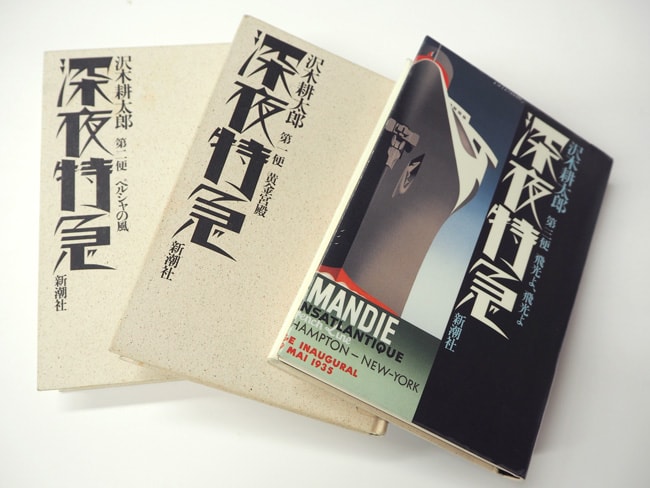 沢木耕太郎
深夜特急
第二便 ペルシャの風
新潮社
沢木耕太郎
深夜特急
第一便 黄金宮殿
新潮社
沢木耕太郎
深夜特急
第三便 飛光よ、飛光よ
新潮社
MANDIE
NSATLANTIQUE
HAMPTON – NEW-YORK
E INAUGURAL
MAI 1935